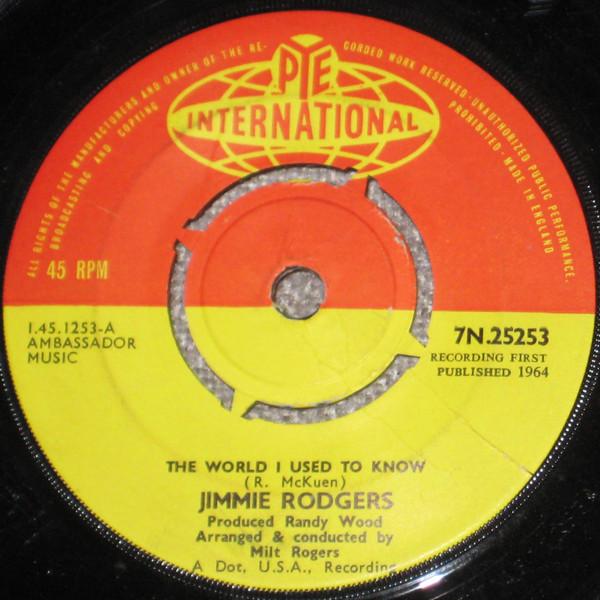 ALL RIGHTS OF THE MANUFACTURERS AND OWNER OF THE RE-
CORDED WORK RESERVED·UNAUTHORIZED PUBLIC PERFORMANCE.
BROADCASTING AND COPYING
PROHIBITED·MADE IN ENGLAND
PYE
INTERNATIONAL
45 RPM
1.45.1253-A
AMBASSADOR
MUSIC
7N.25253
RECORDING FIRST
PUBLISHED 1964
THE WORLD I USED TO KNOW
(R. McKuen)
JIMMIE RODGERS
Produced Randy Wood
Arranged & conducted by
Milt Rogers
A Dot, U.S.A., Recording